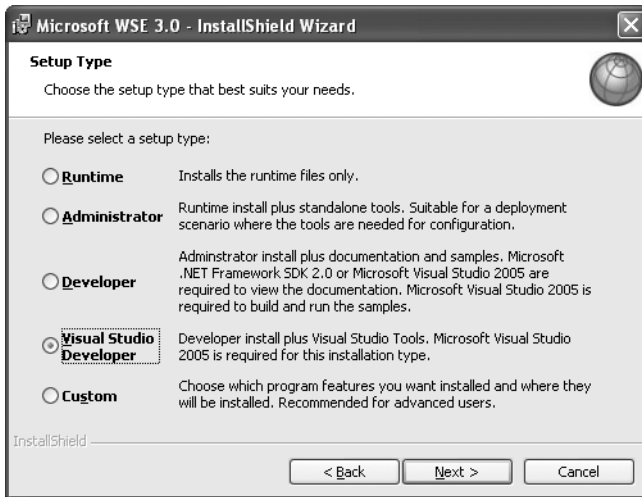 Microsoft WSE 3.0 - InstallShield Wizard
Setup Type
Choose the setup type that best suits your needs.
Please select a setup type:
Runtime
Installs the runtime files only.
Administrator
Runtime install plus standalone tools. Suitable for a deployment
scenario where the tools are needed for configuration.
Developer
Adminstrator install plus documentation and samples. Microsoft
.NET Framework SDK 2.0 or Microsoft Visual Studio 2005 are
required to view the documentation. Microsoft Visual Studio 2005 is
required to build and run the samples.
Visual Studio
Developer
Developer install plus Visual Studio Tools. Microsoft Visual Studio
2005 is required for this installation type.
Custom
Choose which program features you want installed and where they
will be installed. Recommended for advanced users.
InstallShield
< Back
Next >
Cancel